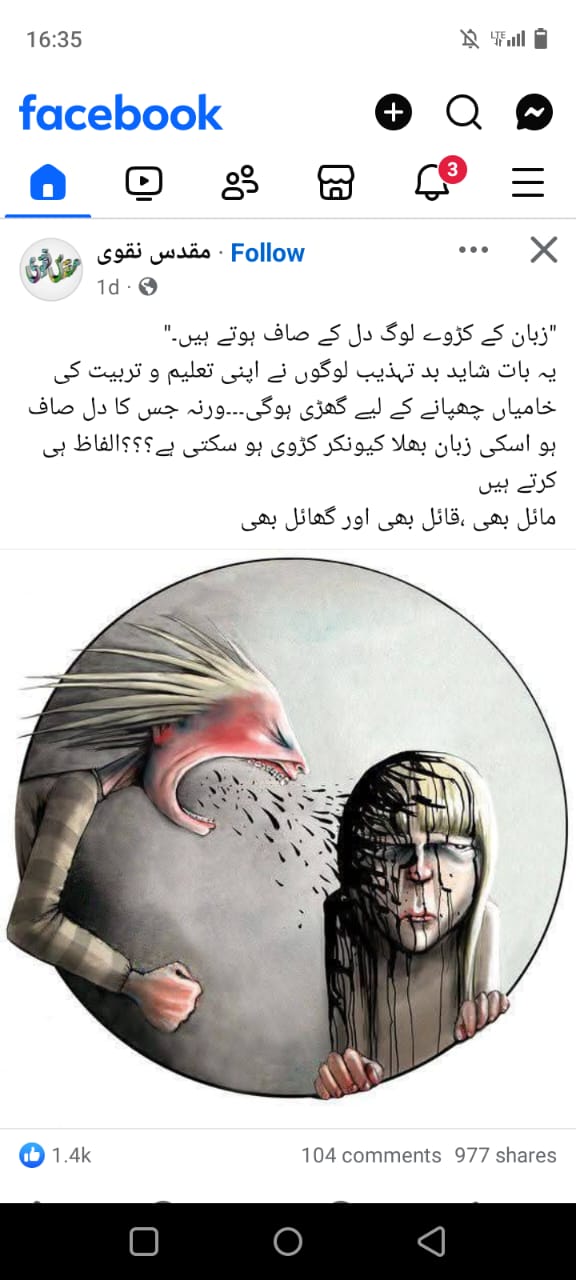 16:35
LTE
facebook
3
مقدس نقوی · Follow
1d ·
"زبان کے کڑوے لوگ دل کے صاف ہوتے ہیں۔"
یہ بات شاید بد تہذیب لوگوں نے اپنی تعلیم و تربیت کی
خامیاں چھپانے کے لیے گھڑی ہوگی۔۔۔ورنہ جس کا دل صاف
ہو اسکی زبان بھلا کیونکر کڑوی ہو سکتی ہے؟؟؟الفاظ ہی
کرتے ہیں
مائل بھی ،قائل بھی اور گھائل بھی
1.4k
104 comments 977 shares